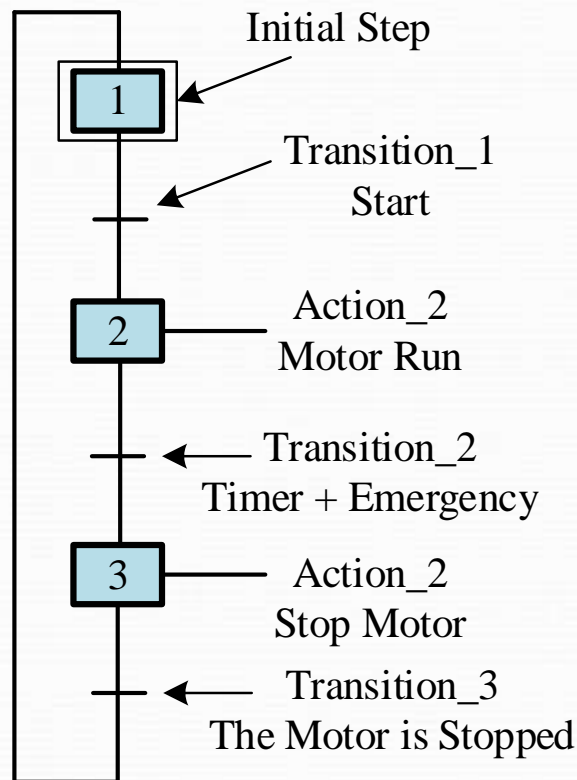 Initial Step
1
Transition_1
Start
2
Action_2
Motor Run
Transition_2
Timer + Emergency
3
Action_2
Stop Motor
Transition_3
The Motor is Stopped